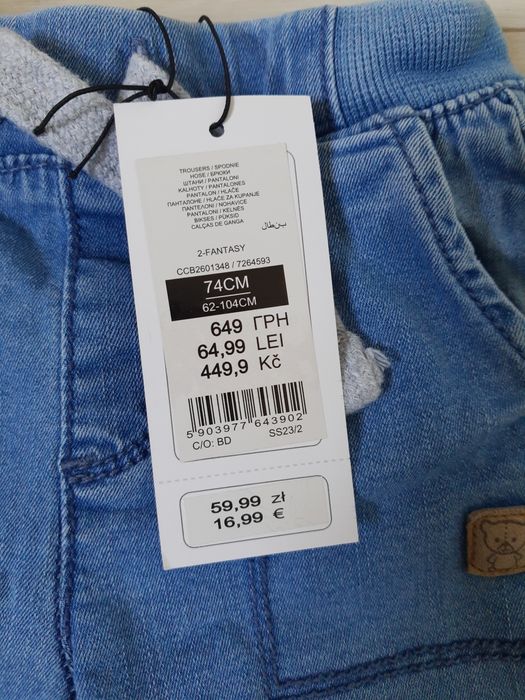 TROUSERS / SPODNIE
HOSE / БРЮКИ
ШТАНИ / PANTALONI
KALHOTY / PANTALONES
PANTALON / HLAČE
ПАНТАЛОНЕ / HLAČE ZA KUPANJE
ПАНТЕЛОНИ / NOHAVICE
PANTALONI / KELNĖS
BIKSES / PÜKSID
CALÇAS DE GANGA
بنطال
2-FANTASY
CCB2601348 / 7264593
74CM
62-104CM
649 ГРН
64,99 LEI
449,9 Kč
5 903977 643902
C/O: BD SS23/2
59,99 zł
16,99 €